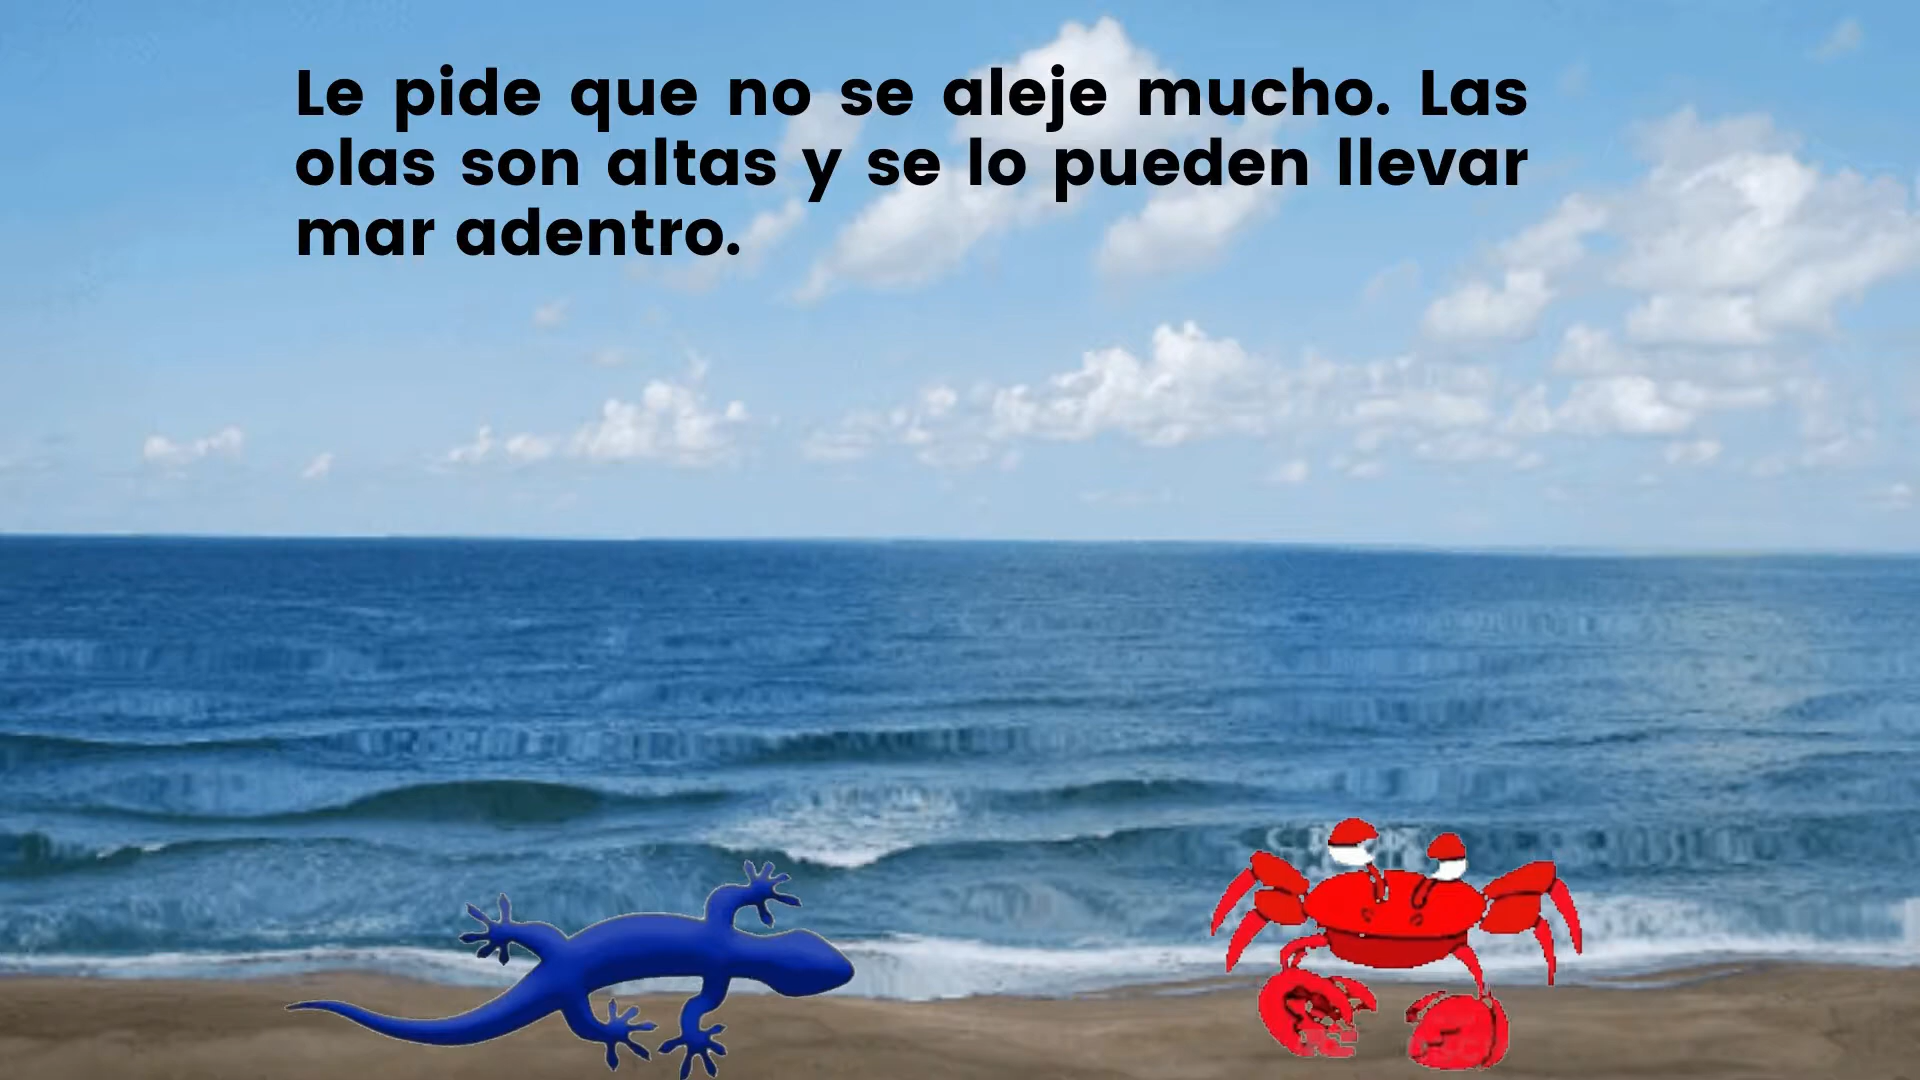 Le pide que no se aleje mucho. Las
olas son altas y se lo pueden llevar
mar adentro.